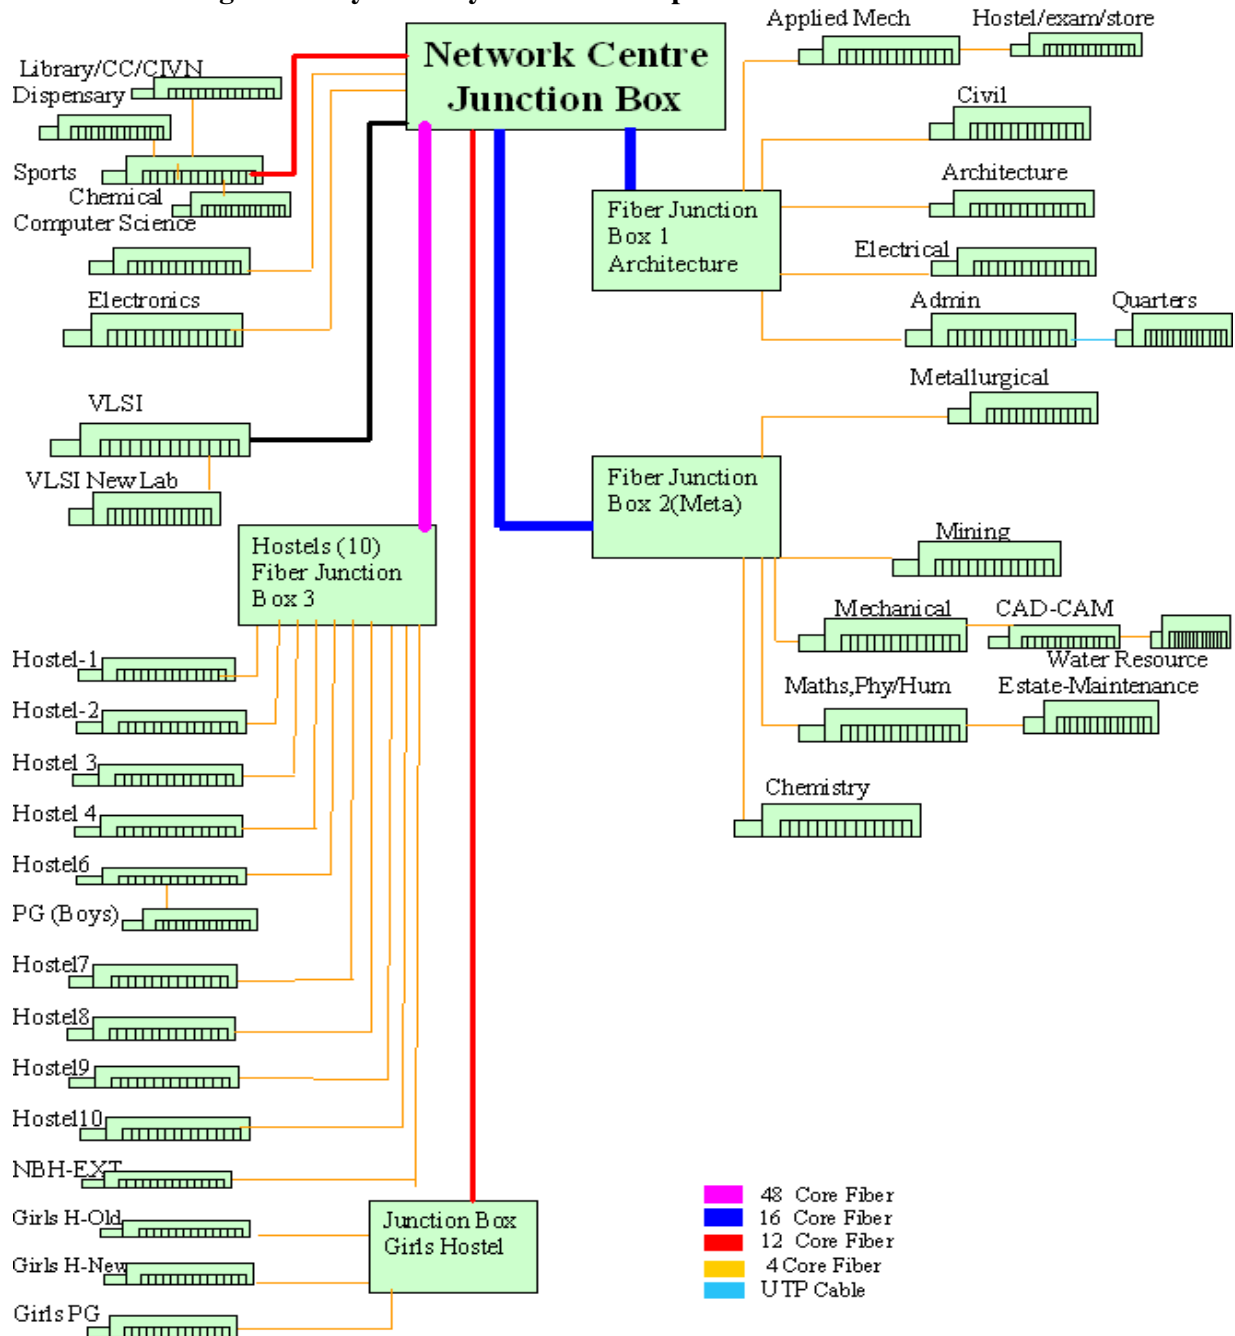 Network Centre
Junction Box
Applied Mech
Hostel/exam/store
Library/CC/CIVN
Dispensary
Civil
Sports
Architecture
Chemical
Computer Science
Fiber Junction
Box 1
Architecture
Electrical
Electronics
Admin
Quarters
Metallurgical
VLSI
VLSI New Lab
Fiber Junction
Box 2(Meta)
Hostels (10)
Fiber Junction
Box 3
Mining
Mechanical
CAD-CAM
Water Resource
Hostel-1
Maths,Phy/Hum
Estate-Maintenance
Hostel-2
Hostel 3
Chemistry
Hostel 4
Hostel6
PG (Boys)
Hostel7
Hostel8
Hostel9
Hostel10
NBH-EXT
Girls H-Old
Junction Box
Girls Hostel
Girls H-New
Girls PG
48 Core Fiber
16 Core Fiber
12 Core Fiber
4 Core Fiber
UTP Cable